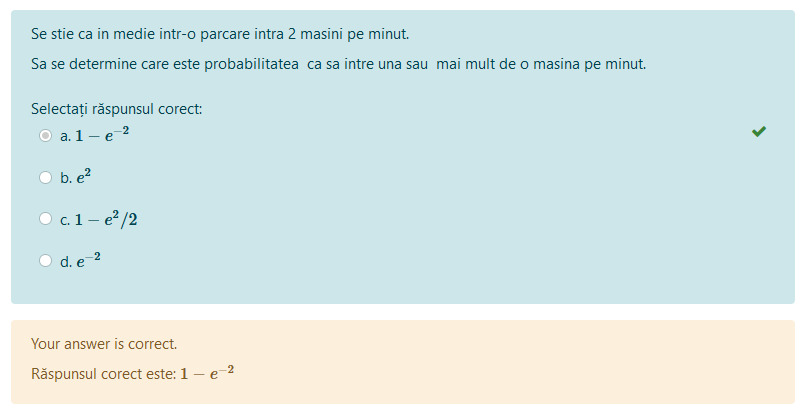 Se stie ca in medie intr-o parcare intra 2 masini pe minut.
Sa se determine care este probabilitatea ca sa intre una sau mai mult de o masina pe minut.
Selectați răspunsul corect:
a. 1 − e⁻²
b. e²
c. 1 − e²/2
d. e⁻²
Your answer is correct.
Răspunsul corect este: 1 − e⁻²